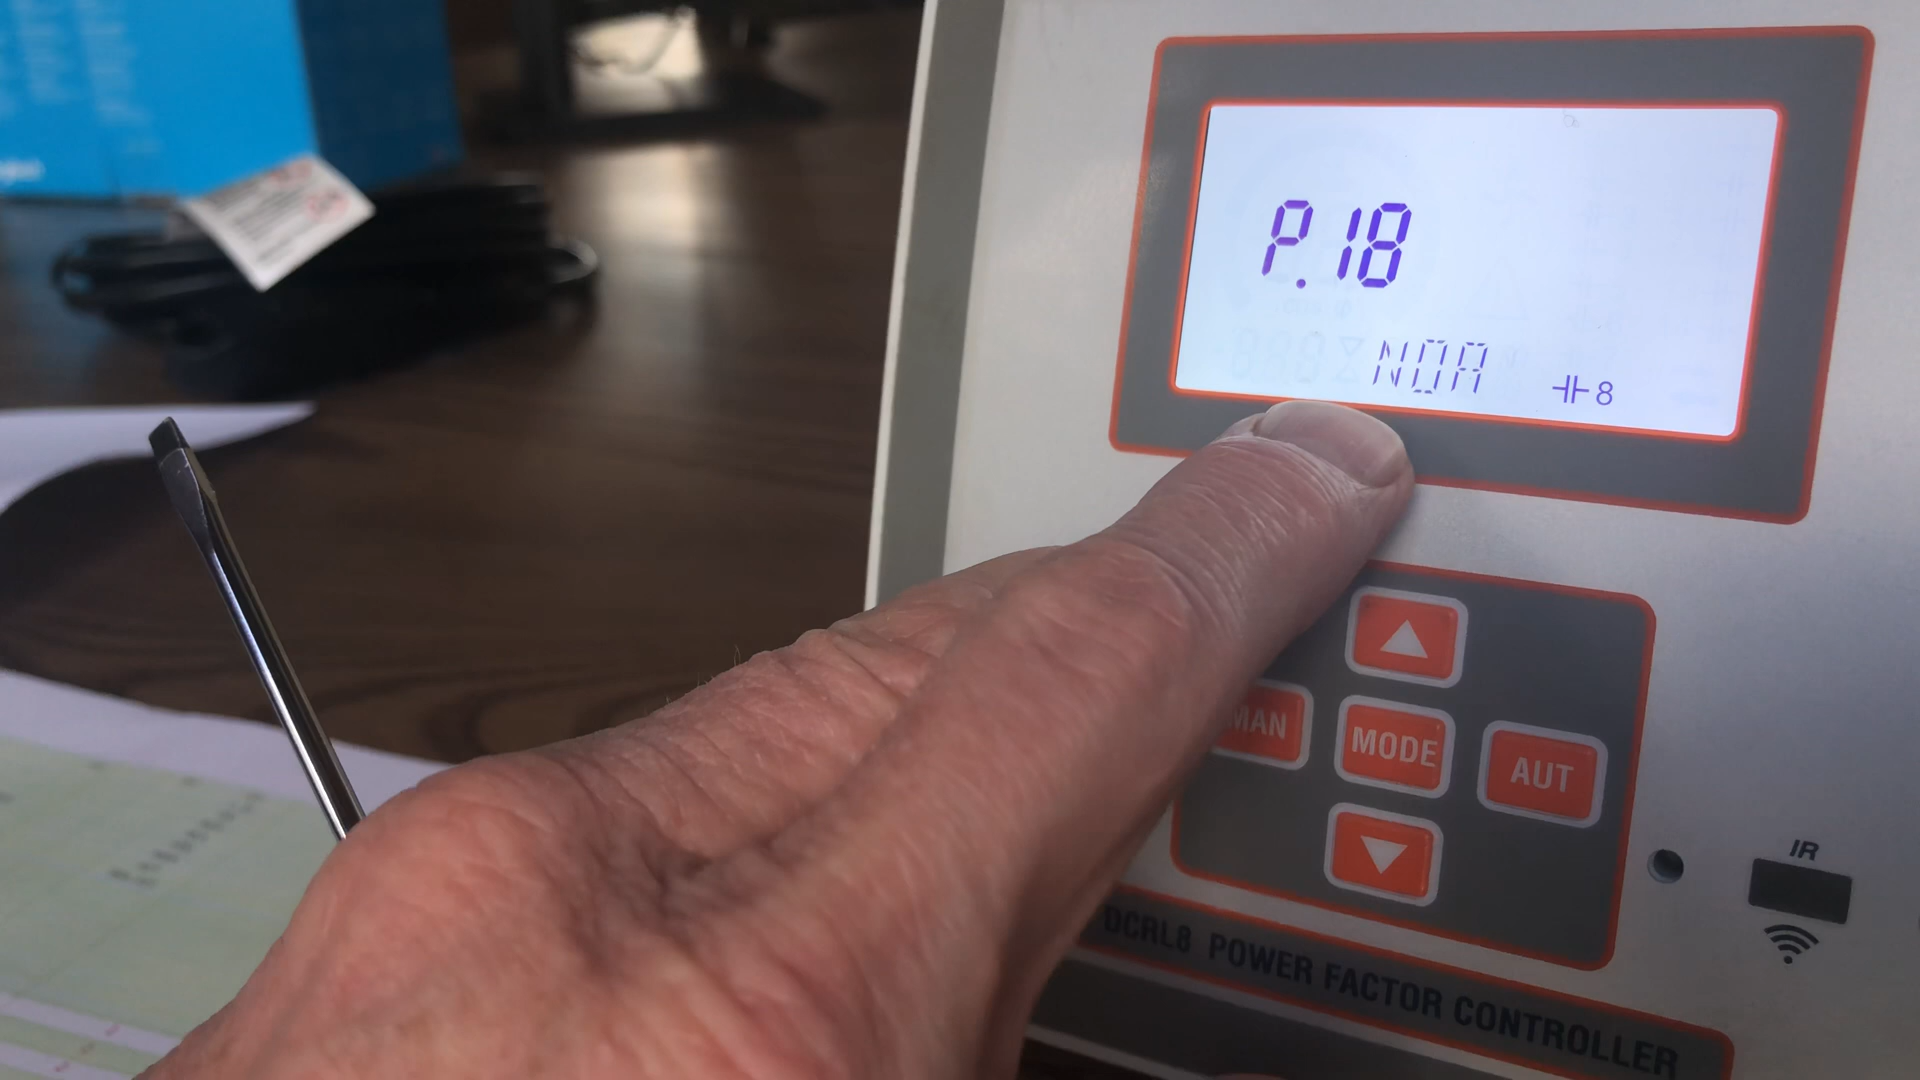 P.18
NOA
8
MAN
MODE
AUT
IR
DCRL8 POWER FACTOR CONTROLLER